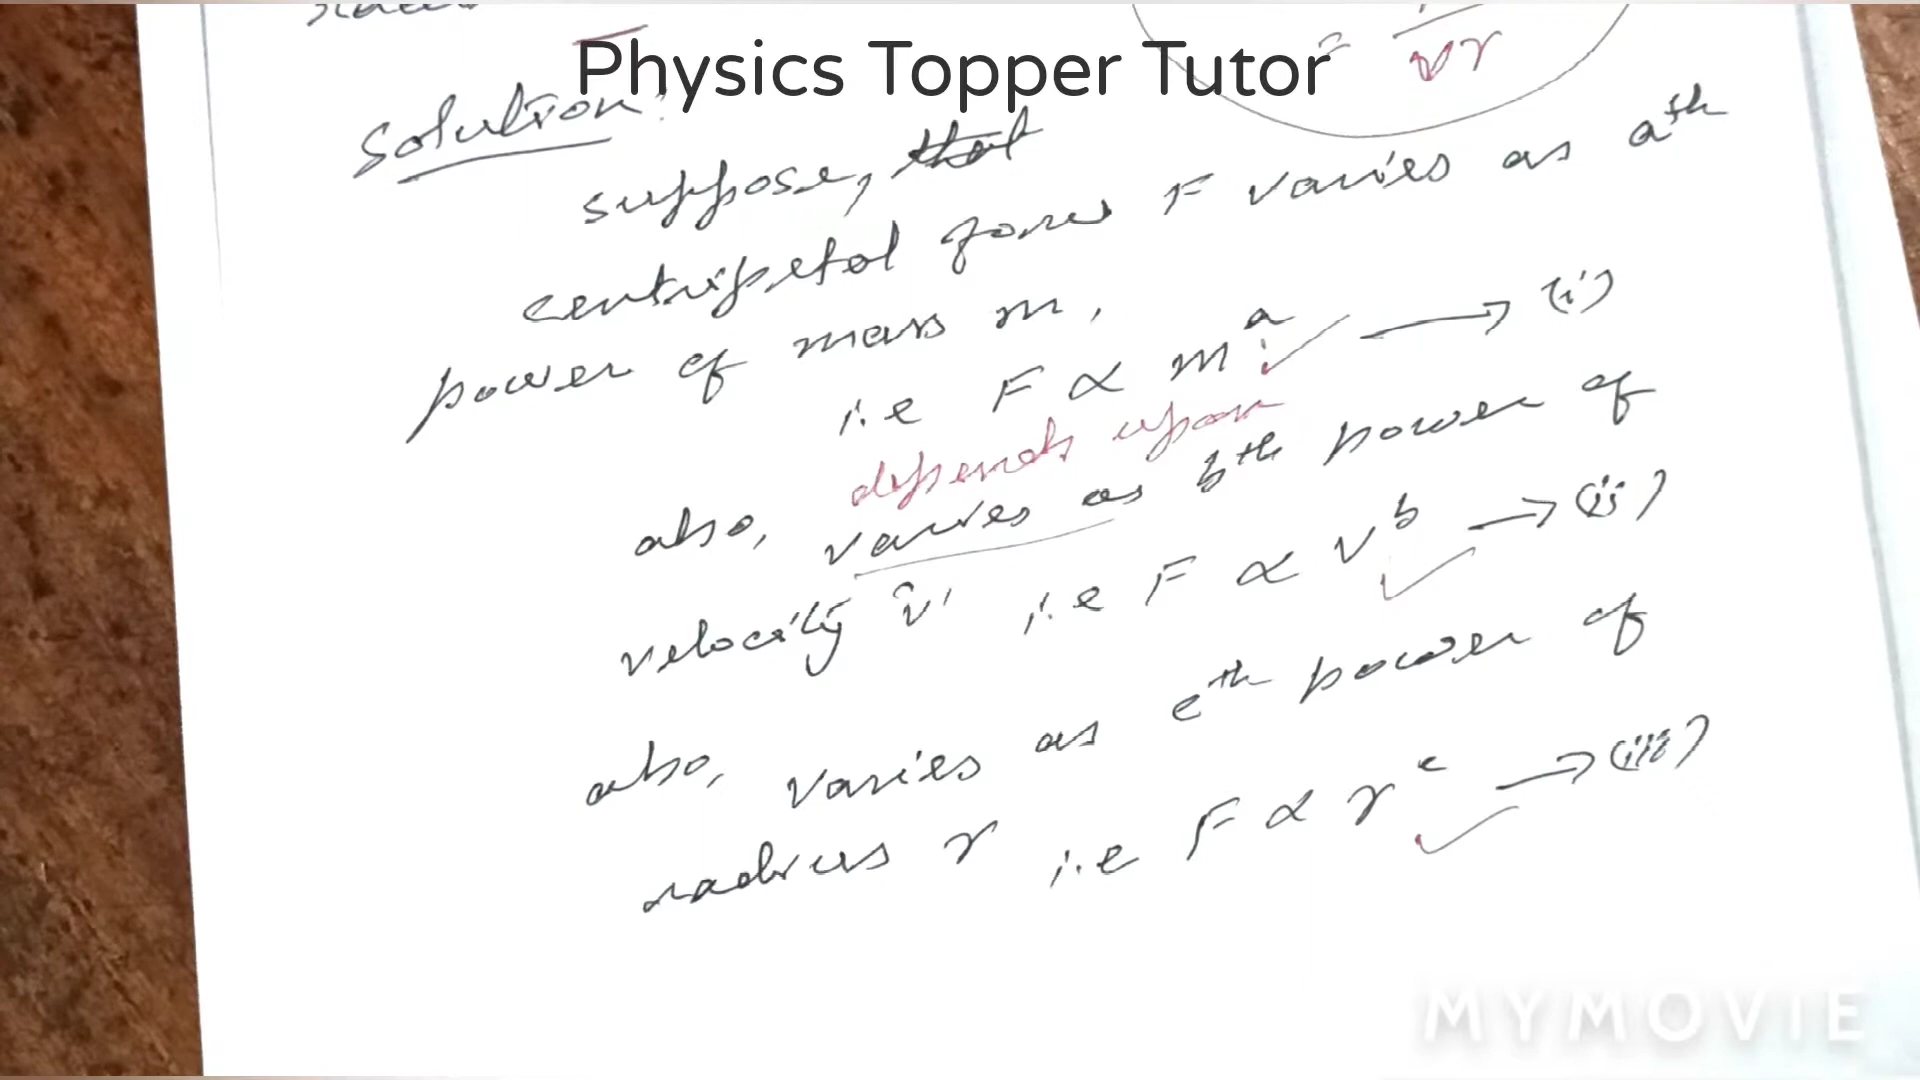 Physics Topper Tutor
√r
Solution:
suppose, that
centripetal force F varies as aᵗʰ
power of mass m,
i.e F ∝ mᵃ → (i)
depends upon
also, varies as bᵗʰ power of
velocity 'v' i.e F ∝ vᵇ → (ii)
also, varies as cᵗʰ power of
radius r i.e F ∝ rᶜ → (iii)
MYMOVIE